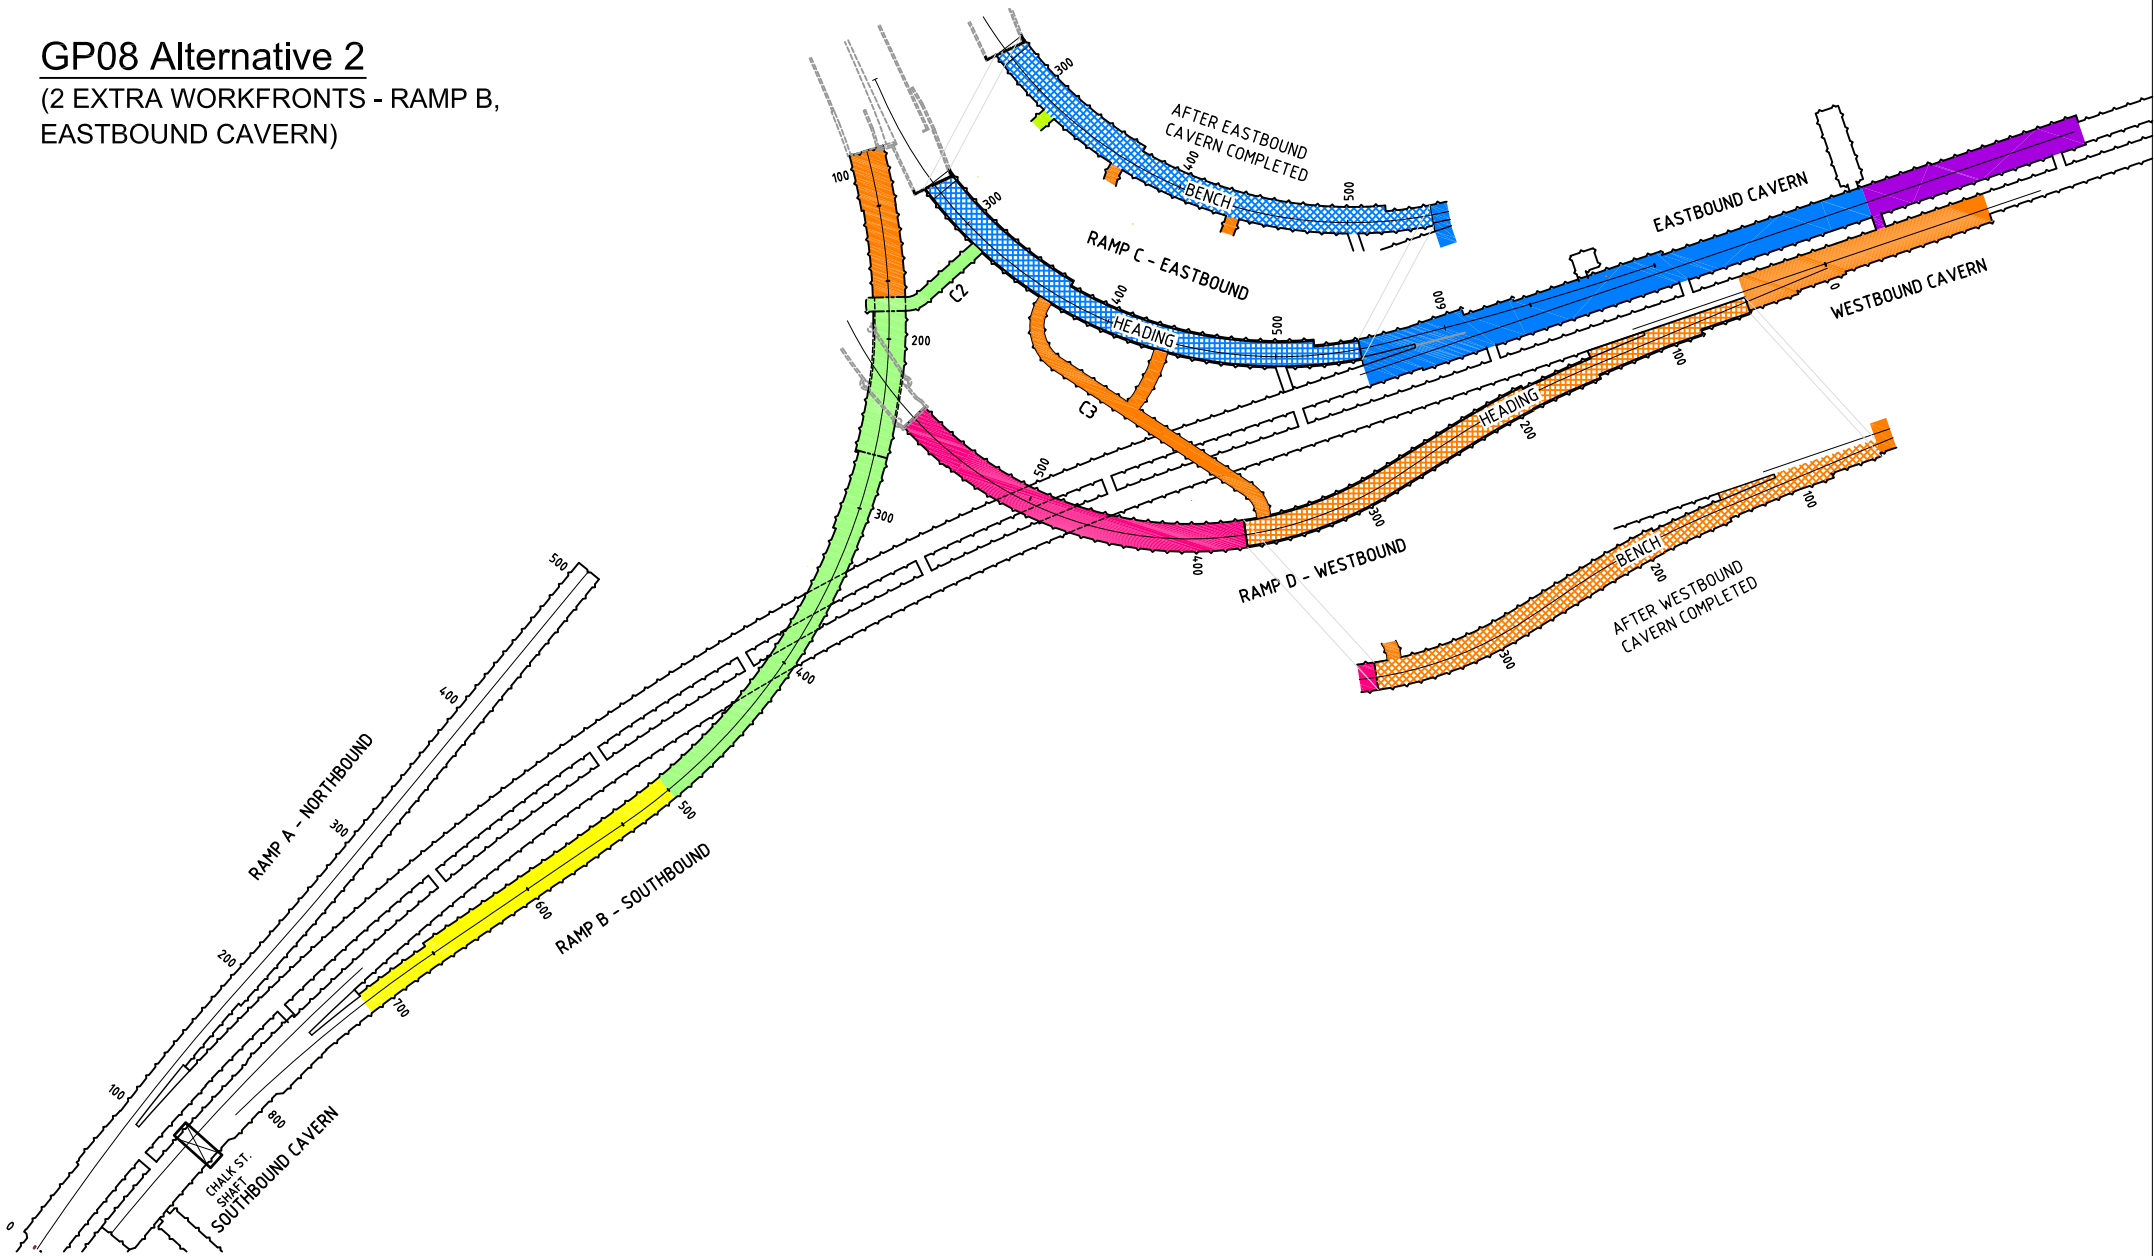 GP08 Alternative 2
(2 EXTRA WORKFRONTS - RAMP B,
EASTBOUND CAVERN)
300
AFTER EASTBOUND
CAVERN COMPLETED
400
BENCH
500
100
300
C2
200
RAMP C - EASTBOUND
400
HEADING
500
600
EASTBOUND CAVERN
WESTBOUND CAVERN
0
100
HEADING
200
C3
500
300
300
400
RAMP D - WESTBOUND
100
BENCH
200
AFTER WESTBOUND
CAVERN COMPLETED
300
500
400
400
RAMP A - NORTHBOUND
300
500
RAMP B - SOUTHBOUND
600
200
700
100
800
CHALK ST.
SHAFT
SOUTHBOUND CAVERN
0